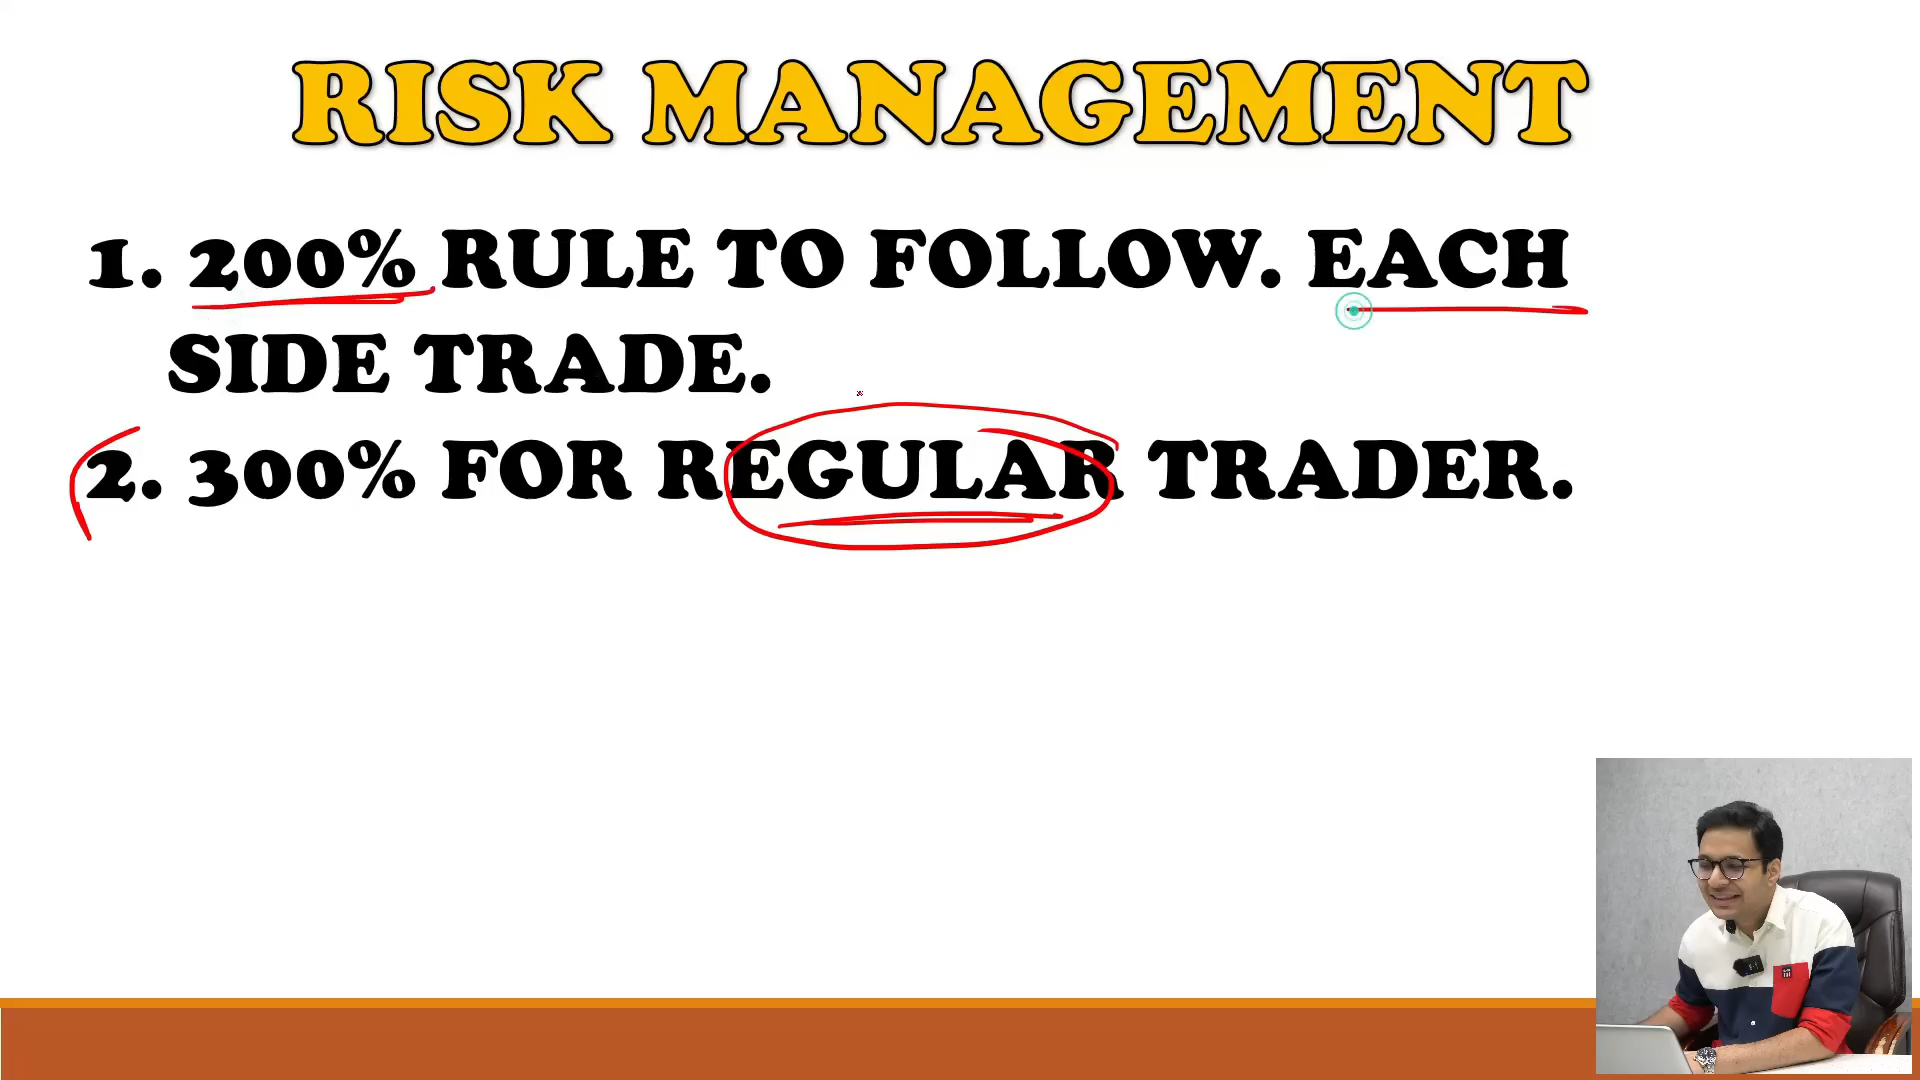 RISK MANAGEMENT
1. 200% RULE TO FOLLOW. EACH
SIDE TRADE.
2. 300% FOR REGULAR TRADER.